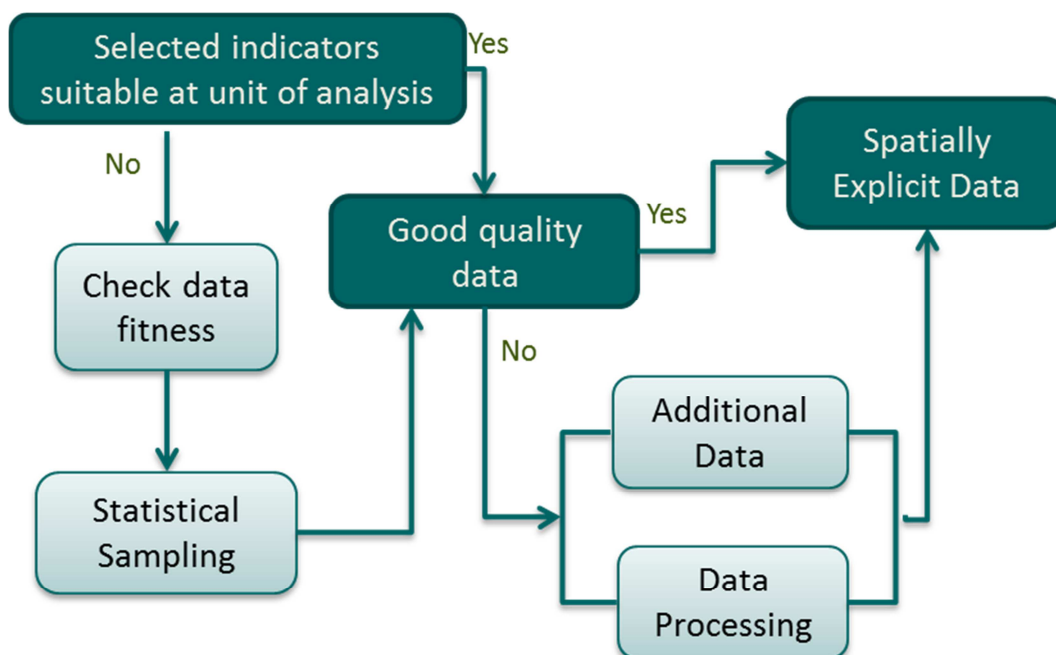 Selected indicators
suitable at unit of analysis
Yes
No
Spatially
Explicit Data
Good quality
data
Yes
No
Check data
fitness
Additional
Data
Statistical
Sampling
Data
Processing